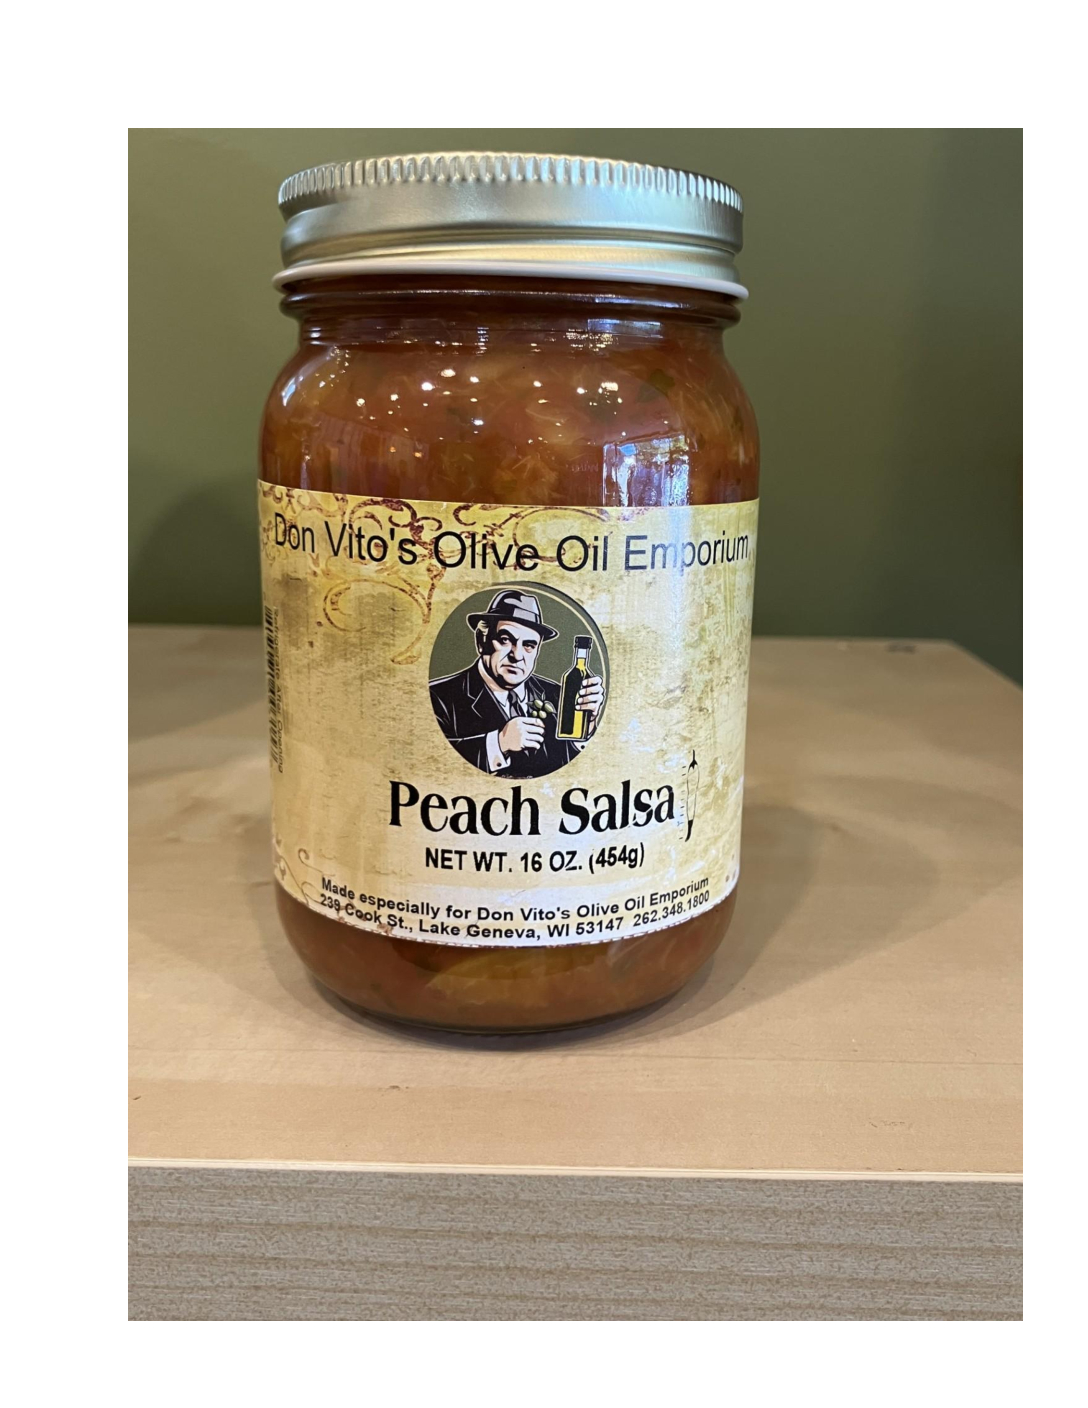 Don Vito's Olive Oil Emporium
Peach Salsa
NET WT. 16 OZ. (454g)
Made especially for Don Vito's Olive Oil Emporium
239 Cook St., Lake Geneva, WI 53147 262.348.1800